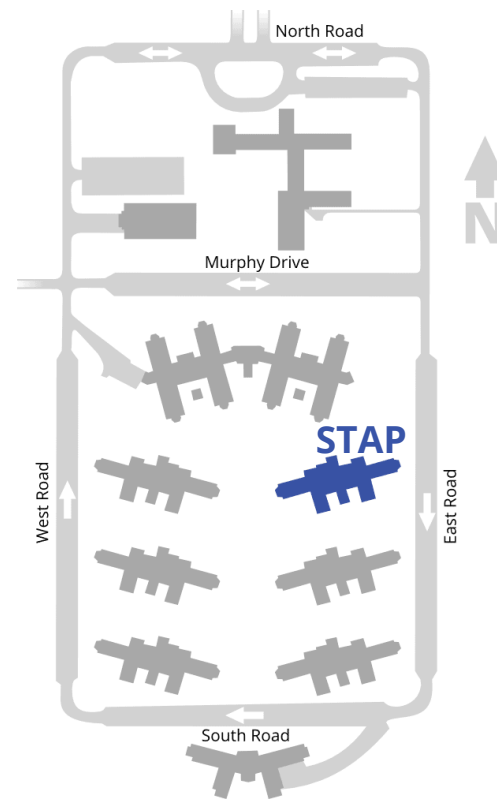 North Road
N
Murphy Drive
STAP
West Road
East Road
South Road